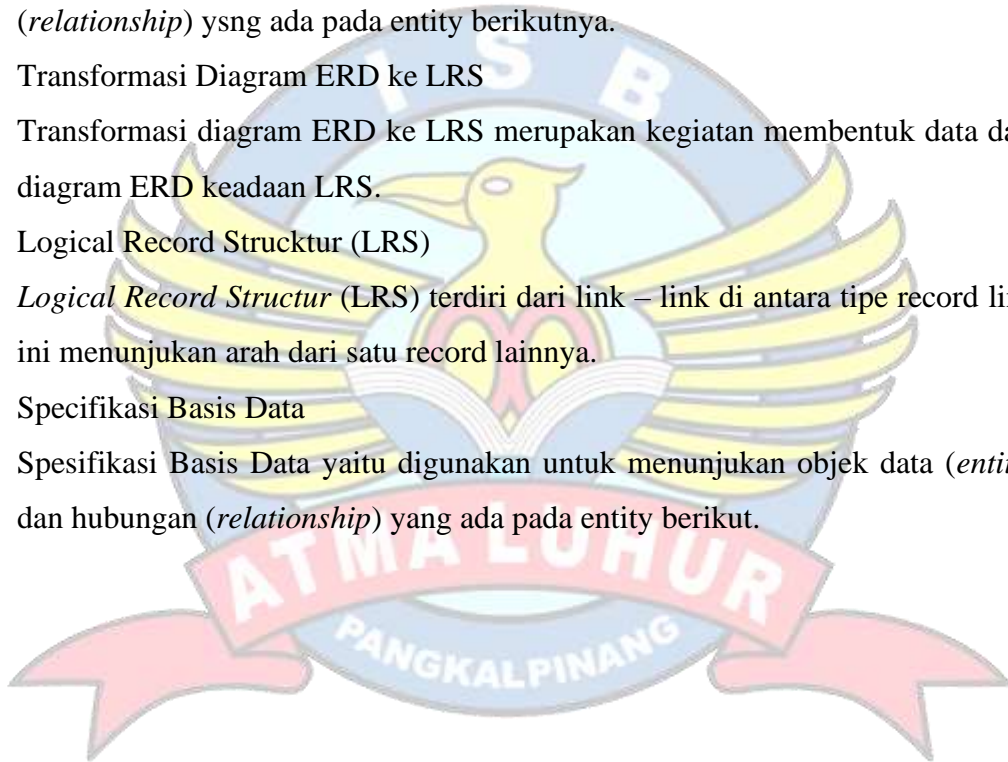 (relationship) ysng ada pada entity berikutnya.
Transformasi Diagram ERD ke LRS
Transformasi diagram ERD ke LRS merupakan kegiatan membentuk data
diagram ERD keadaan LRS.
Logical Record Strucktur (LRS)
Logical Record Structur (LRS) terdiri dari link – link di antara tipe record
ini menunjukan arah dari satu record lainnya.
Specifikasi Basis Data
Spesifikasi Basis Data yaitu digunakan untuk menunjukan objek data
dan hubungan (relationship) yang ada pada entity berikut.
I S B
ATMA LUHUR
PANGKALPINANG